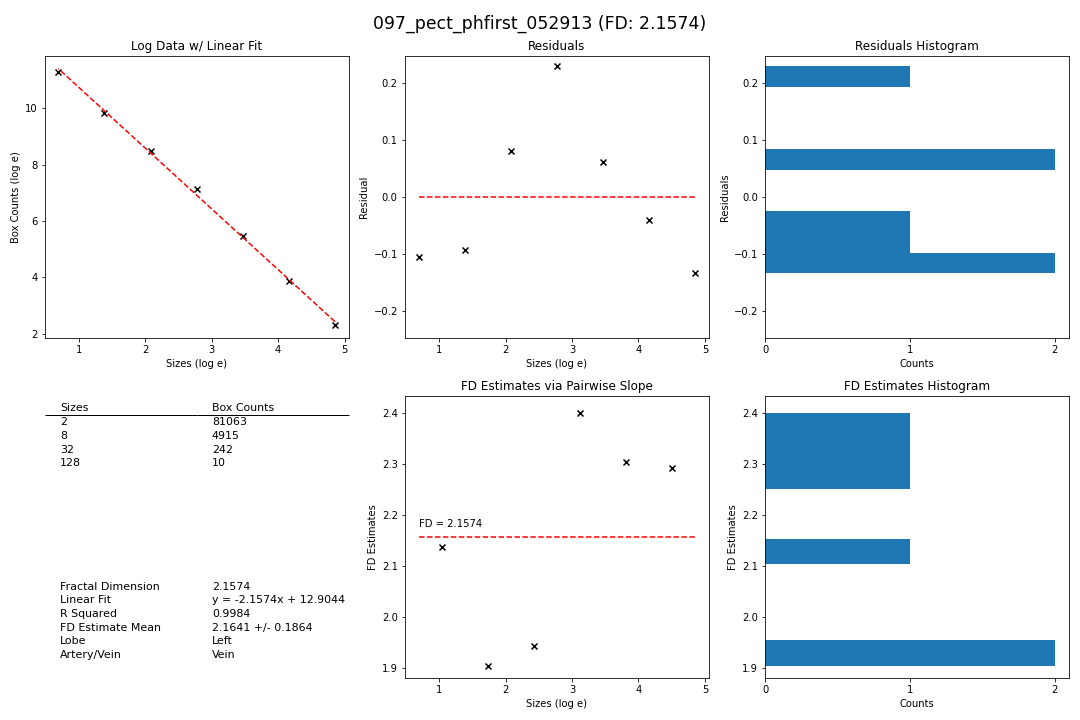 097_pect_phfirst_052913 (FD: 2.1574)
Log Data w/ Linear Fit
Box Counts (log e)
10
8
6
4
2
1 2 3 4 5
Sizes (log e)
Residuals
Residual
0.2
0.1
0.0
−0.1
−0.2
1 2 3 4 5
Sizes (log e)
Residuals Histogram
Residuals
0.2
0.1
0.0
−0.1
−0.2
0 1 2
Counts
Sizes Box Counts
2 81063
8 4915
32 242
128 10
Fractal Dimension 2.1574
Linear Fit y = -2.1574x + 12.9044
R Squared 0.9984
FD Estimate Mean 2.1641 +/- 0.1864
Lobe Left
Artery/Vein Vein
FD Estimates via Pairwise Slope
FD Estimates
2.4
2.3
2.2
2.1
2.0
1.9
FD = 2.1574
1 2 3 4 5
Sizes (log e)
FD Estimates Histogram
FD Estimates
2.4
2.3
2.2
2.1
2.0
1.9
0 1 2
Counts